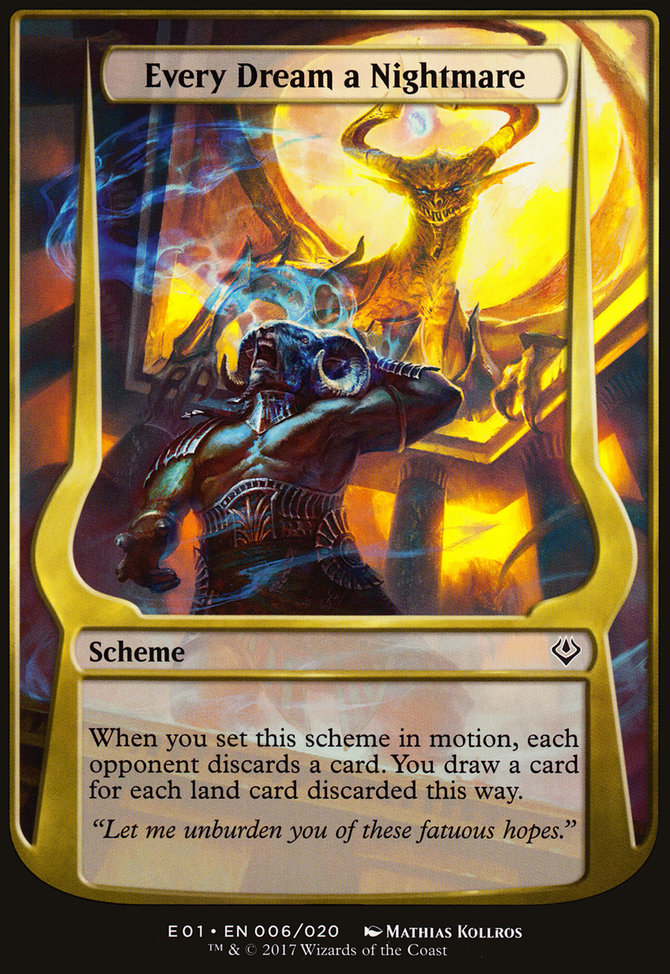 Every Dream a Nightmare
Scheme
When you set this scheme in motion, each
opponent discards a card. You draw a card
for each land card discarded this way.
“Let me unburden you of these fatuous hopes.”
E01 • EN 006/020 Mathias Kollros
™ & © 2017 Wizards of the Coast